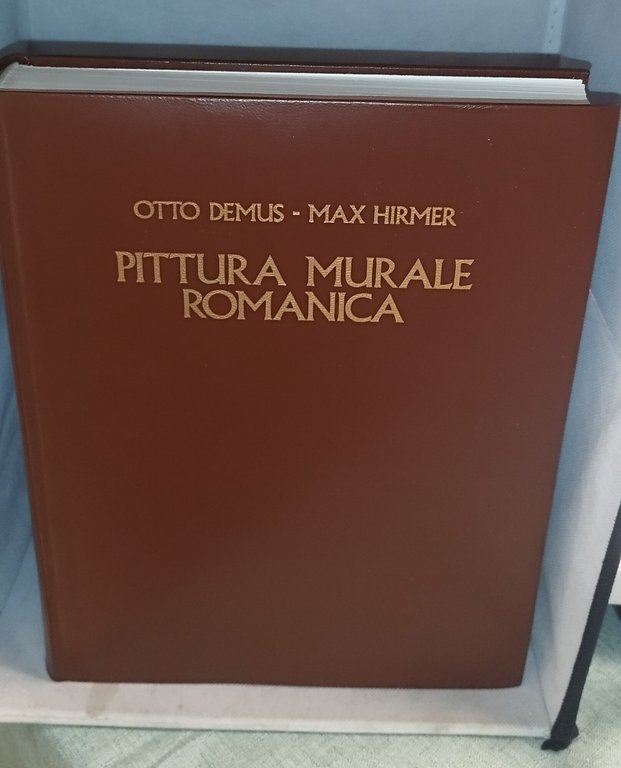 OTTO DEMUS - MAX HIRMER
PITTURA MURALE
ROMANICA